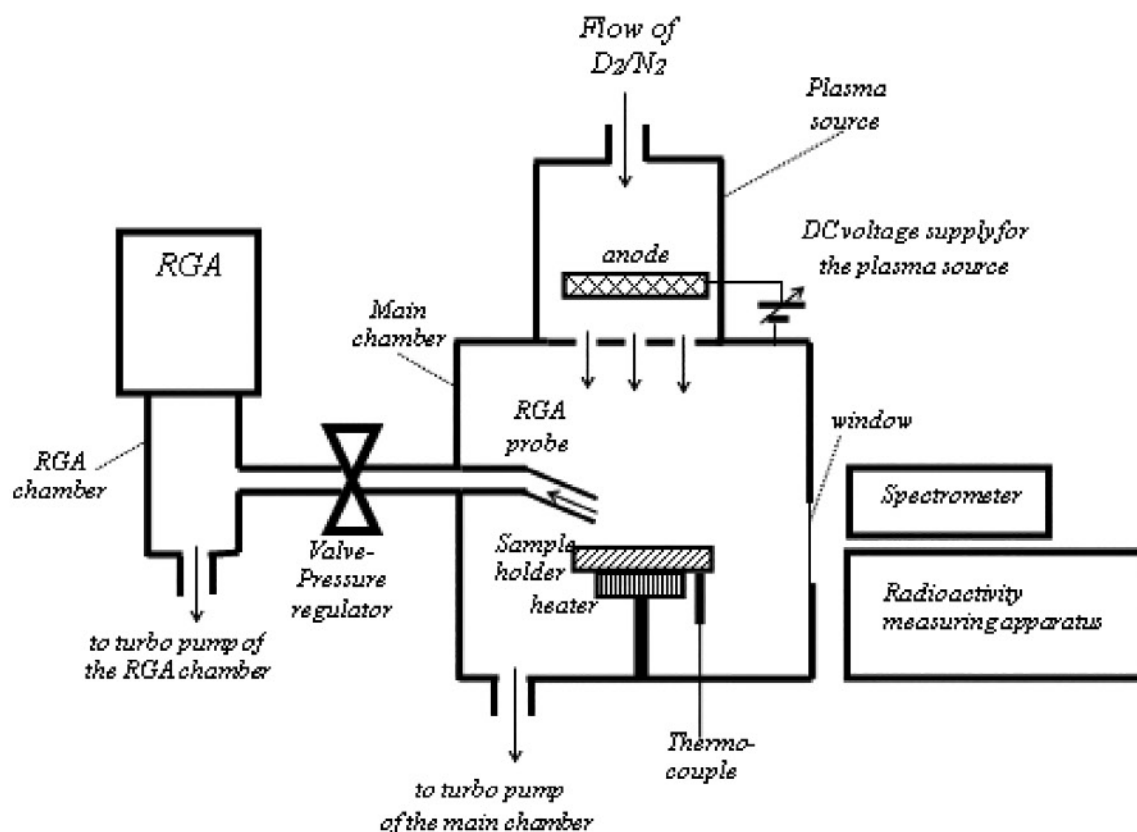 Flow of
D2/N2
Plasma
source
DC voltage supply for
the plasma source
anode
RGA
Main
chamber
RGA
probe
window
RGA
chamber
Spectrometer
Valve-
Pressure
regulator
Sample
holder
heater
Radioactivity
measuring apparatus
to turbo pump of
the RGA chamber
Thermo-
couple
to turbo pump
of the main chamber